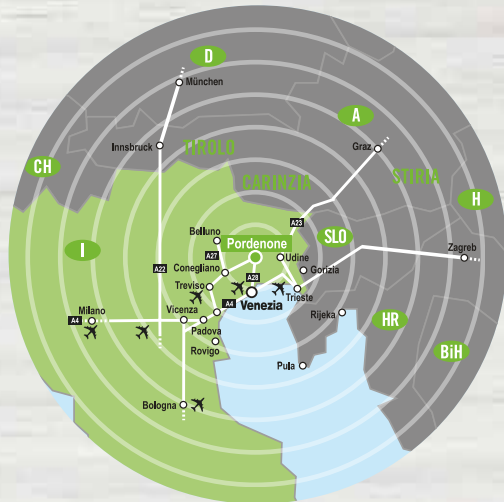 D
München
A
Innsbruck
TIROLO
Graz
CH
CARINZIA
STIRIA
H
A23
Belluno
SLO
I
Pordenone
Zagreb
A27
Udine
A22
Conegliano
Gorizia
A28
Treviso
Venezia
Trieste
A4
Milano
A4
Vicenza
Rijeka
HR
Padova
Rovigo
BiH
Pula
Bologna